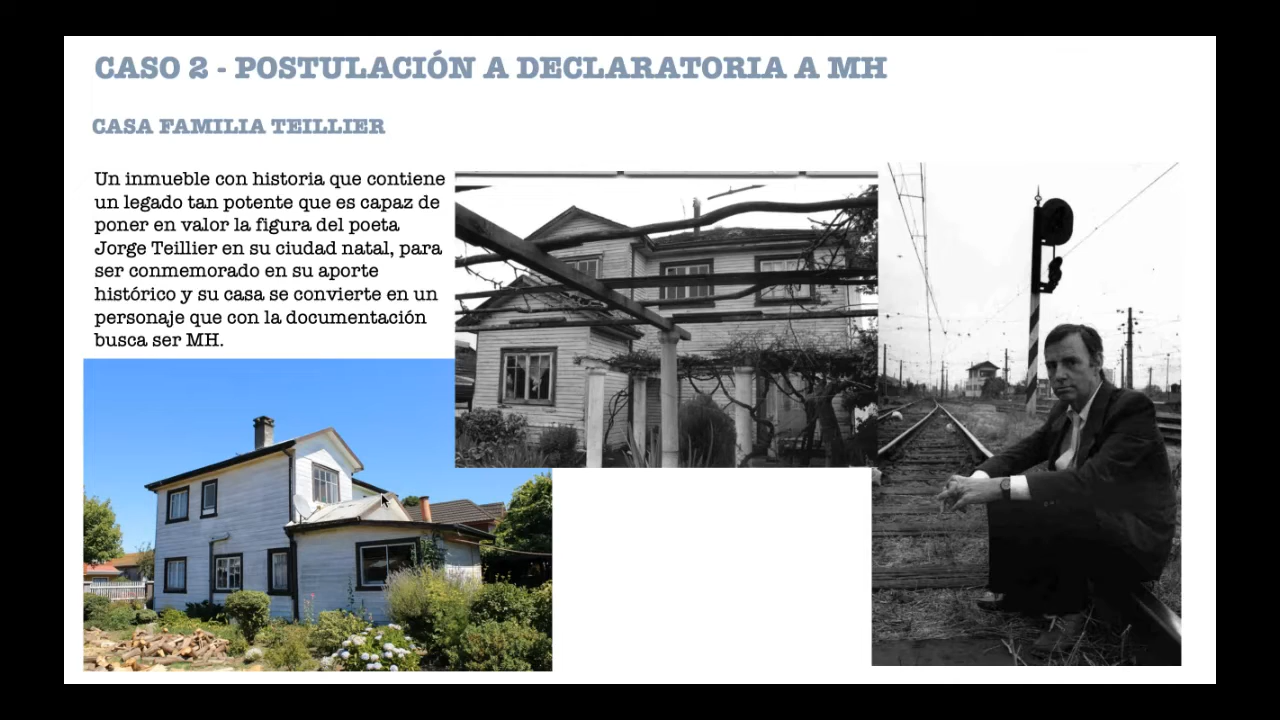 CASO 2 - POSTULACIÓN A DECLARATORIA A MH
CASA FAMILIA TEILLIER
Un inmueble con historia que contiene
un legado tan potente que es capaz de
poner en valor la figura del poeta
Jorge Teillier en su ciudad natal, para
ser conmemorado en su aporte
histórico y su casa se convierte en un
personaje que con la documentación
busca ser MH.